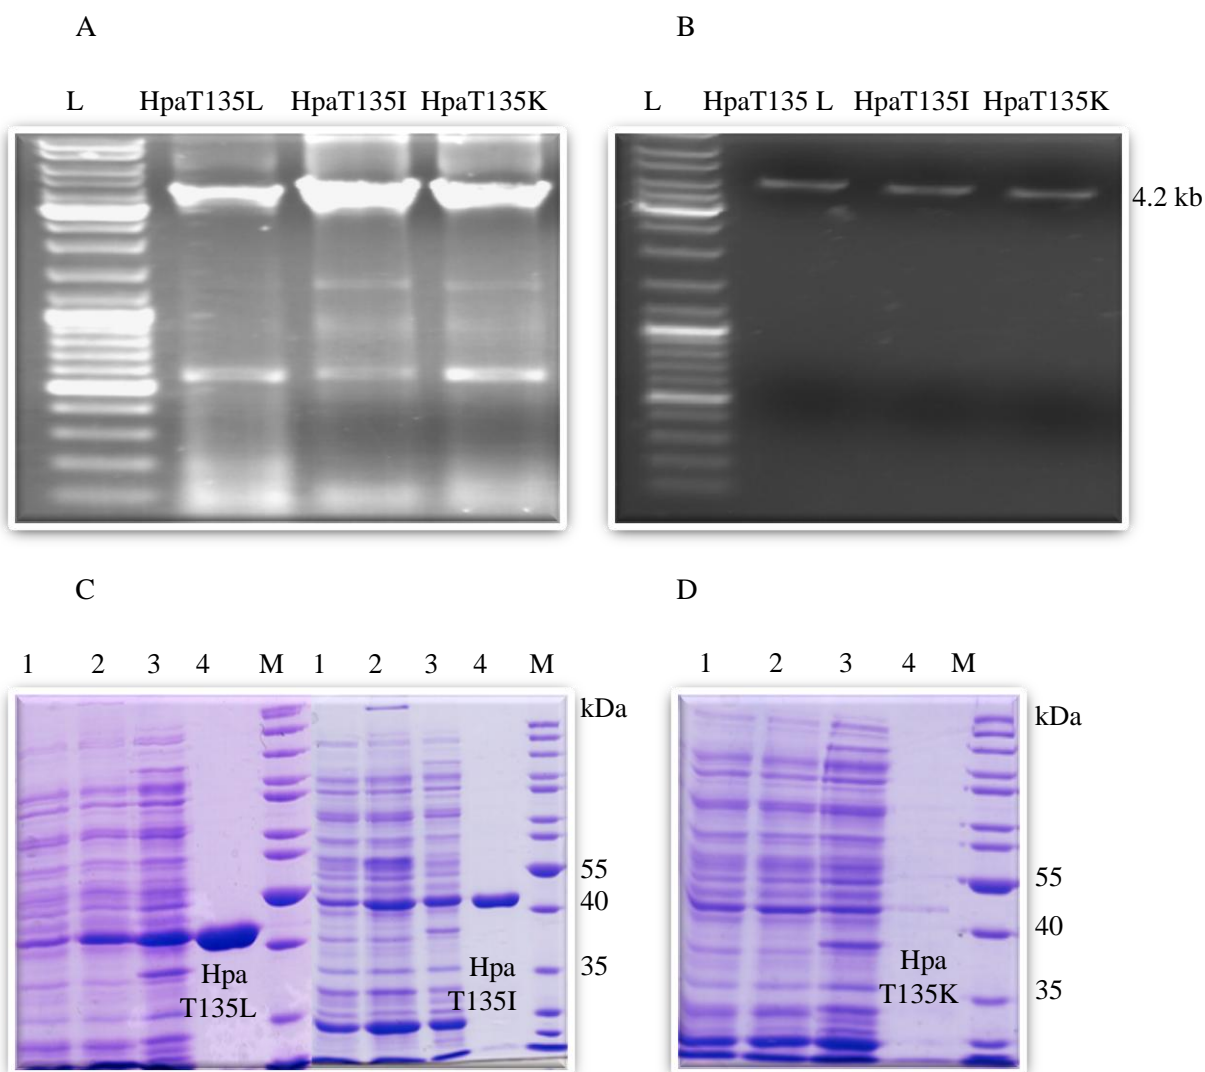 A
B
L HpaT135L HpaT135I HpaT135K
L HpaT135 L HpaT135I HpaT135K
4.2 kb
C
D
1 2 3 4 M 1 2 3 4 M
kDa
55
40
35
Hpa
T135L
Hpa
T135I
1 2 3 4 M
kDa
55
40
35
Hpa
T135K